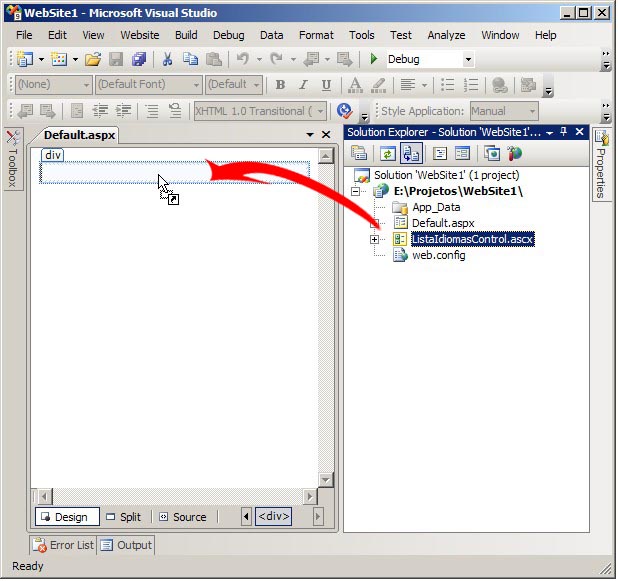 WebSite1 - Microsoft Visual Studio
File Edit View Website Build Debug Data Format Tools Test Analyze Window Help
Debug
(None) (Default Font) (Default B I U A
XHTML 1.0 Transitional ( Style Application: Manual
Toolbox
Default.aspx
div
Solution Explorer - Solution 'WebSite1'...
Solution 'WebSite1' (1 project)
E:\Projetos\WebSite1\
App_Data
Default.aspx
ListaIdiomasControl.ascx
web.config
Properties
Design Split Source <div>
Error List Output
Ready